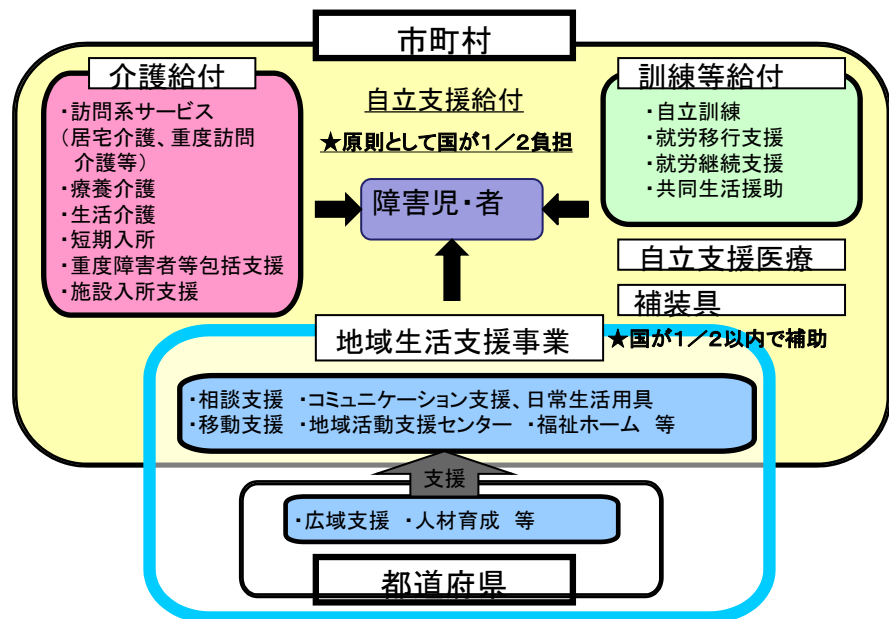 市町村
介護給付
・訪問系サービス
(居宅介護、重度訪問
介護等)
・療養介護
・生活介護
・短期入所
・重度障害者等包括支援
・施設入所支援
自立支援給付
★原則として国が1/2負担
障害児・者
訓練等給付
・自立訓練
・就労移行支援
・就労継続支援
・共同生活援助
自立支援医療
補装具
地域生活支援事業
★国が1/2以内で補助
・相談支援 ・コミュニケーション支援、日常生活用具
・移動支援 ・地域活動支援センター ・福祉ホーム 等
支援
・広域支援 ・人材育成 等
都道府県